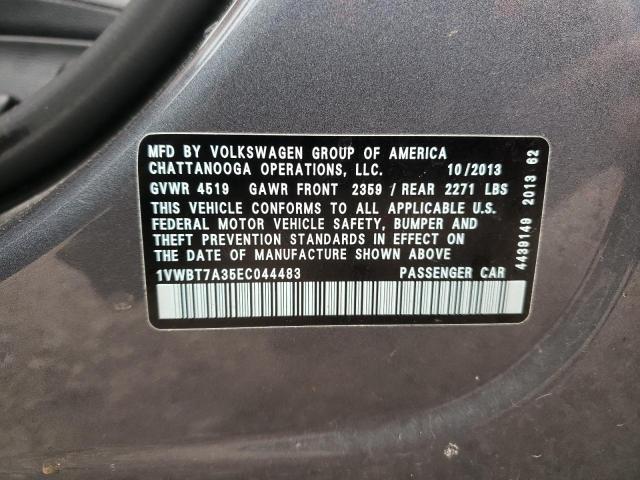 MFD BY VOLKSWAGEN GROUP OF AMERICA
CHATTANOOGA OPERATIONS, LLC. 10/2013
GVWR 4519 GAWR FRONT 2359 / REAR 2271 LBS
THIS VEHICLE CONFORMS TO ALL APPLICABLE U.S.
FEDERAL MOTOR VEHICLE SAFETY, BUMPER AND
THEFT PREVENTION STANDARDS IN EFFECT ON
THE DATE OF MANUFACTURE SHOWN ABOVE
1VWBT7A35EC044483 PASSENGER CAR
4439149 2013 62